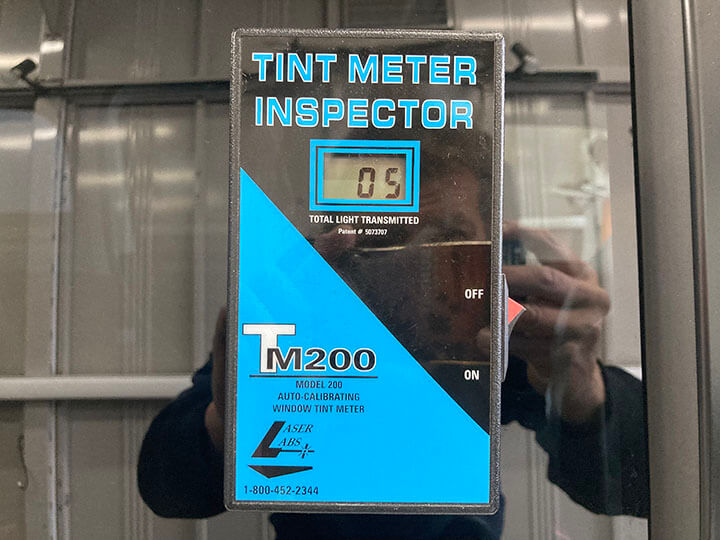 TINT METER
INSPECTOR
05
TOTAL LIGHT TRANSMITTED
Patent # 5073707
OFF
ON
TM200
MODEL 200
AUTO-CALIBRATING
WINDOW TINT METER
LASER
LABS
1-800-452-2344